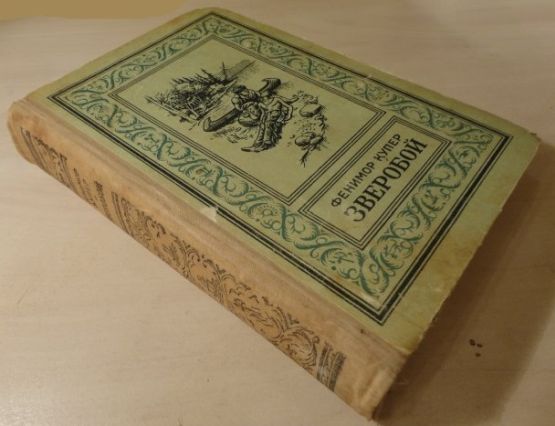 ФЕНИМОР КУПЕР
ЗВЕРОБОЙ